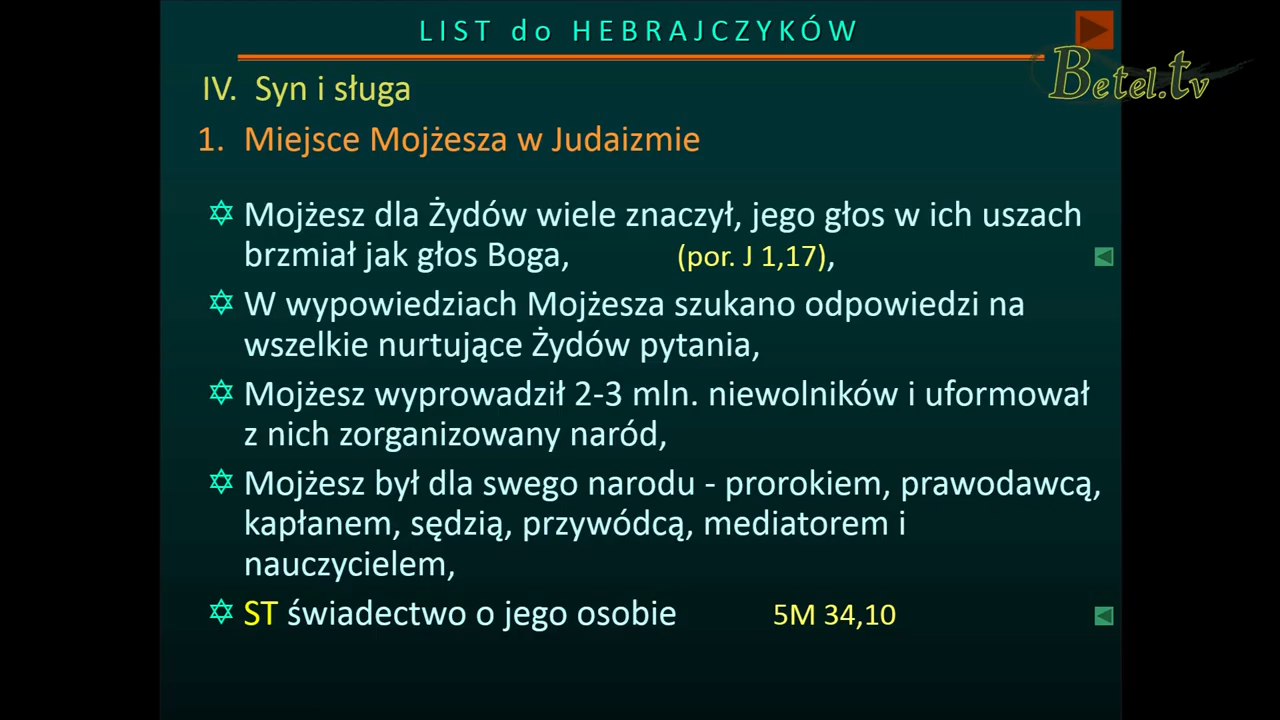 LIST do HEBRAJCZYKÓW
Betel.tv
IV. Syn i sługa
1. Miejsce Mojżesza w Judaizmie
Mojżesz dla Żydów wiele znaczył, jego głos w ich uszach
brzmiał jak głos Boga, (por. J 1,17),
W wypowiedziach Mojżesza szukano odpowiedzi na
wszelkie nurtujące Żydów pytania,
Mojżesz wyprowadził 2-3 mln. niewolników i uformował
z nich zorganizowany naród,
Mojżesz był dla swego narodu - prorokiem, prawodawcą,
kapłanem, sędzią, przywódcą, mediatorem i
nauczycielem,
ST świadectwo o jego osobie 5M 34,10